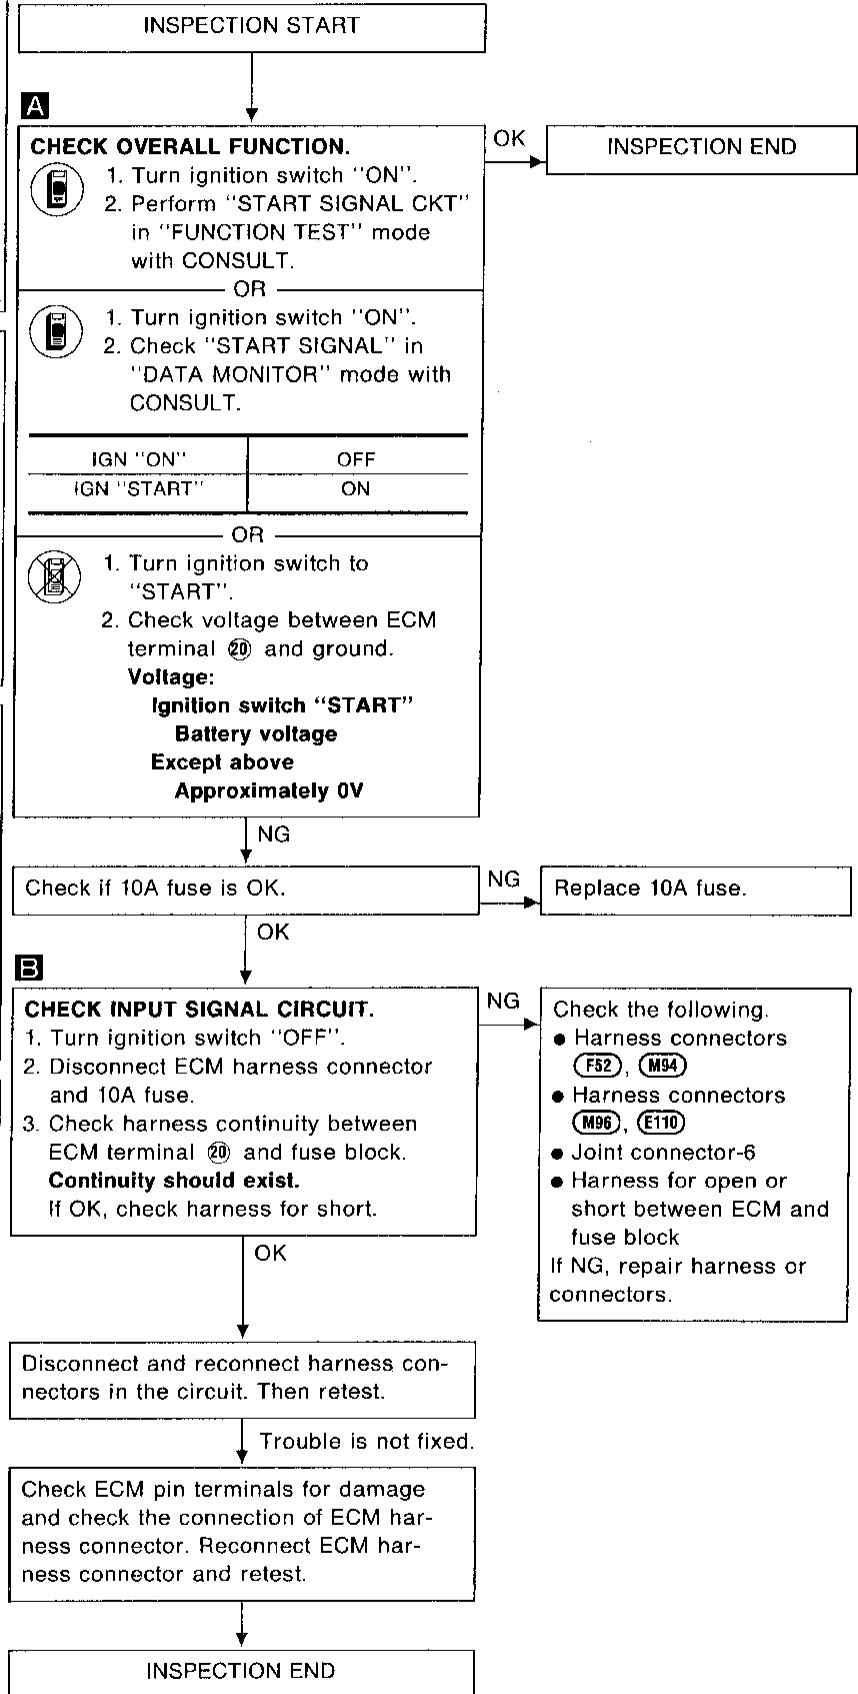 INSPECTION START
A
CHECK OVERALL FUNCTION.
1. Turn ignition switch "ON".
2. Perform "START SIGNAL CKT"
in "FUNCTION TEST" mode
with CONSULT.
OR
1. Turn ignition switch "ON".
2. Check "START SIGNAL" in
"DATA MONITOR" mode with
CONSULT.
IGN "ON" OFF
IGN "START" ON
OR
1. Turn ignition switch to
"START".
2. Check voltage between ECM
terminal 20 and ground.
Voltage:
Ignition switch "START"
Battery voltage
Except above
Approximately 0V
OK
INSPECTION END
NG
Check if 10A fuse is OK.
NG
Replace 10A fuse.
OK
B
CHECK INPUT SIGNAL CIRCUIT.
1. Turn ignition switch "OFF".
2. Disconnect ECM harness connector
and 10A fuse.
3. Check harness continuity between
ECM terminal 20 and fuse block.
Continuity should exist.
If OK, check harness for short.
NG
Check the following.
● Harness connectors
F52, M94
● Harness connectors
M96, E110
● Joint connector-6
● Harness for open or
short between ECM and
fuse block
If NG, repair harness or
connectors.
OK
Disconnect and reconnect harness con-
nectors in the circuit. Then retest.
Trouble is not fixed.
Check ECM pin terminals for damage
and check the connection of ECM har-
ness connector. Reconnect ECM har-
ness connector and retest.
INSPECTION END